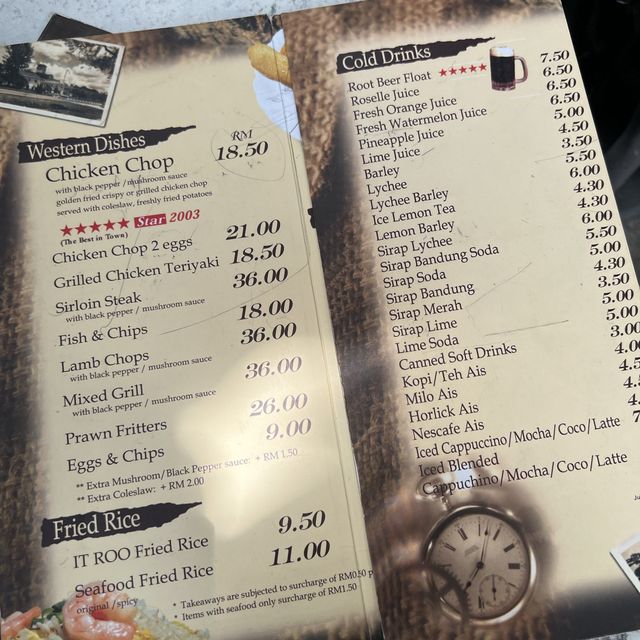 Western Dishes
RM
Chicken Chop 18.50
with black pepper / mushroom sauce
golden fried crispy or grilled chicken chop
served with coleslaw, freshly fried potatoes
★★★★★ Star 2003
(The Best in Town)
Chicken Chop 2 eggs 21.00
Grilled Chicken Teriyaki 18.50
Sirloin Steak 36.00
with black pepper / mushroom sauce
Fish & Chips 18.00
Lamb Chops 36.00
with black pepper / mushroom sauce
Mixed Grill 36.00
with black pepper / mushroom sauce
Prawn Fritters 26.00
Eggs & Chips 9.00
** Extra Mushroom/Black Pepper sauce: + RM 1.50
** Extra Coleslaw: + RM 2.00
Fried Rice
IT ROO Fried Rice 9.50
Seafood Fried Rice 11.00
original /spicy
* Takeaways are subjected to surcharge of RM0.50 p
* Items with seafood only surcharge of RM1.50
Cold Drinks
Root Beer Float ★★★★★ 7.50
Roselle Juice 6.50
Fresh Orange Juice 6.50
Fresh Watermelon Juice 6.50
Pineapple Juice 5.00
Lime Juice 4.50
Barley 3.50
Lychee 5.50
Lychee Barley 6.00
Ice Lemon Tea 4.30
Lemon Barley 4.30
Sirap Lychee 6.00
Sirap Bandung Soda 5.50
Sirap Soda 5.00
Sirap Bandung 4.30
Sirap Merah 3.50
Sirap Lime 5.00
Lime Soda 5.00
Canned Soft Drinks 3.00
Kopi/Teh Ais 4.0
Milo Ais 4.
Horlick Ais 4.
Nescafe Ais 4.
Iced Cappucino/Mocha/Coco/Latte 7
Iced Blended
Cappuchino/Mocha/Coco/Latte